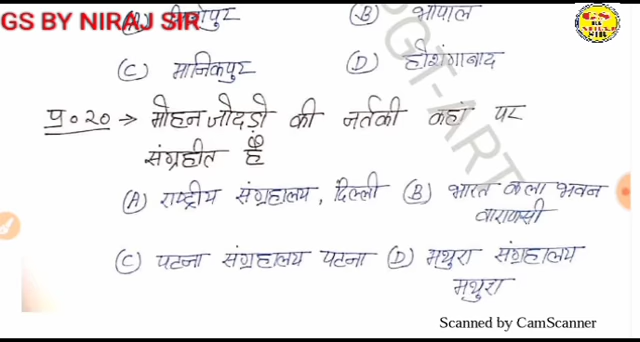 GS BY NIRAJ SIR
(A) (B) भोपाल
(C) मानिकपुर (D) होशंगाबाद
प्र०२० → मोहनजोदड़ो की नर्तकी कहां पर
संग्रहीत है
(A) राष्ट्रीय संग्रहालय, दिल्ली (B) भारत कला भवन
वाराणसी
(C) पटना संग्रहालय पटना (D) मथुरा संग्रहालय
मथुरा
Scanned by CamScanner